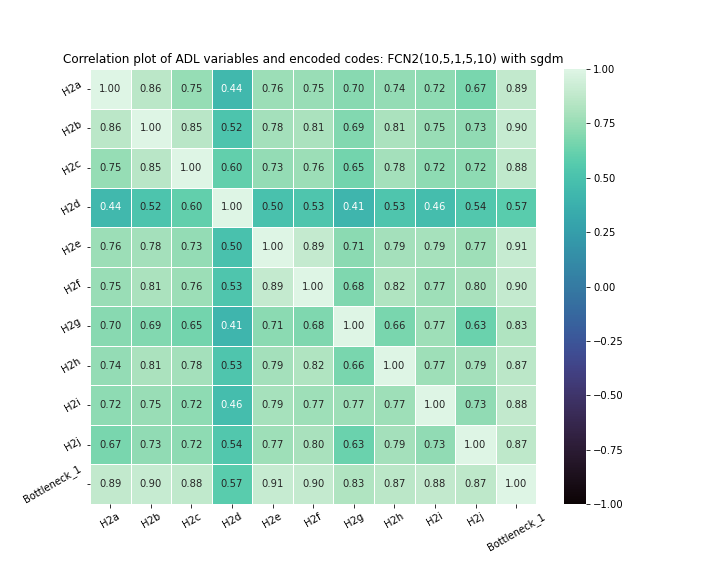 Correlation plot of ADL variables and encoded codes: FCN2(10,5,1,5,10) with sgdm
H2a 1.00 0.86 0.75 0.44 0.76 0.75 0.70 0.74 0.72 0.67 0.89
H2b 0.86 1.00 0.85 0.52 0.78 0.81 0.69 0.81 0.75 0.73 0.90
H2c 0.75 0.85 1.00 0.60 0.73 0.76 0.65 0.78 0.72 0.72 0.88
H2d 0.44 0.52 0.60 1.00 0.50 0.53 0.41 0.53 0.46 0.54 0.57
H2e 0.76 0.78 0.73 0.50 1.00 0.89 0.71 0.79 0.79 0.77 0.91
H2f 0.75 0.81 0.76 0.53 0.89 1.00 0.68 0.82 0.77 0.80 0.90
H2g 0.70 0.69 0.65 0.41 0.71 0.68 1.00 0.66 0.77 0.63 0.83
H2h 0.74 0.81 0.78 0.53 0.79 0.82 0.66 1.00 0.77 0.79 0.87
H2i 0.72 0.75 0.72 0.46 0.79 0.77 0.77 0.77 1.00 0.73 0.88
H2j 0.67 0.73 0.72 0.54 0.77 0.80 0.63 0.79 0.73 1.00 0.87
Bottleneck_1 0.89 0.90 0.88 0.57 0.91 0.90 0.83 0.87 0.88 0.87 1.00
H2a H2b H2c H2d H2e H2f H2g H2h H2i H2j Bottleneck_1
1.00
0.75
0.50
0.25
0.00
−0.25
−0.50
−0.75
−1.00